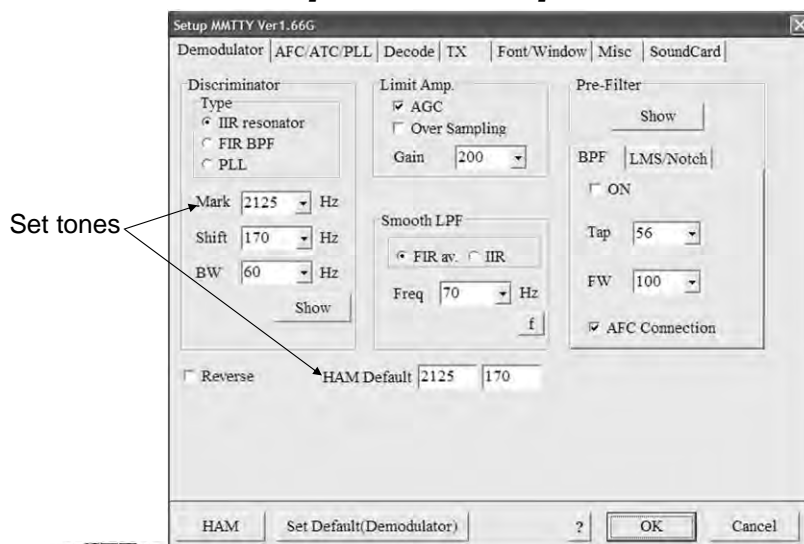 Setup MMTTY Ver1.66G
Demodulator AFC/ATC/PLL Decode TX Font/Window Misc SoundCard
Discriminator
Type
IIR resonator
FIR BPF
PLL
Mark 2125 Hz
Shift 170 Hz
BW 60 Hz
Show
Limit Amp.
AGC
Over Sampling
Gain 200
Smooth LPF
FIR av. IIR
Freq 70 Hz
f
Pre-Filter
Show
BPF LMS/Notch
ON
Tap 56
FW 100
AFC Connection
Set tones
Reverse HAM Default 2125 170
HAM Set Default(Demodulator) ? OK Cancel